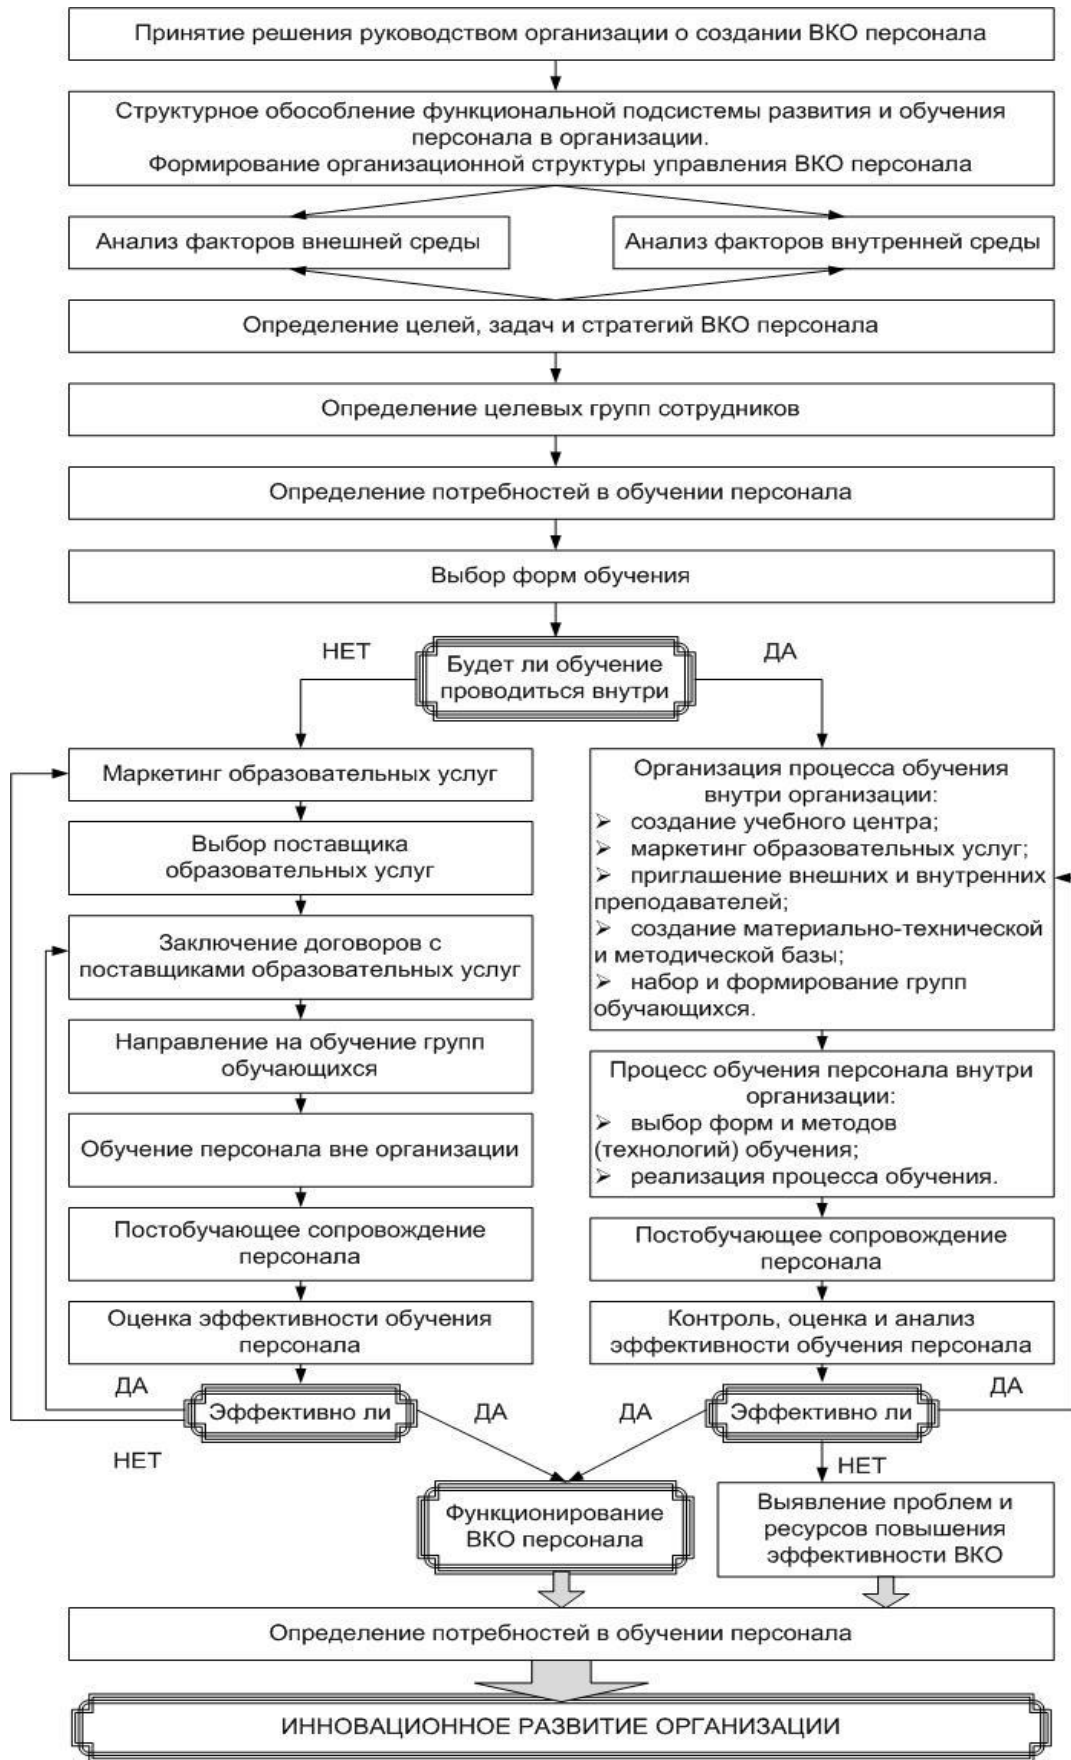 Принятие решения руководством организации о создании ВКО персонала
Структурное обособление функциональной подсистемы развития и обучения
персонала в организации.
Формирование организационной структуры управления ВКО персонала
Анализ факторов внешней среды
Анализ факторов внутренней среды
Определение целей, задач и стратегий ВКО персонала
Определение целевых групп сотрудников
Определение потребностей в обучении персонала
Выбор форм обучения
НЕТ
Будет ли обучение
проводиться внутри
ДА
Маркетинг образовательных услуг
Выбор поставщика
образовательных услуг
Заключение договоров с
поставщиками образовательных услуг
Направление на обучение групп
обучающихся
Обучение персонала вне организации
Постобучающее сопровождение
персонала
Оценка эффективности обучения
персонала
ДА
Эффективно ли
ДА
НЕТ
Организация процесса обучения
внутри организации:
➢ создание учебного центра;
➢ маркетинг образовательных услуг;
➢ приглашение внешних и внутренних
преподавателей;
➢ создание материально-технической
и методической базы;
➢ набор и формирование групп
обучающихся.
Процесс обучения персонала внутри
организации:
➢ выбор форм и методов
(технологий) обучения;
➢ реализация процесса обучения.
Постобучающее сопровождение
персонала
Контроль, оценка и анализ
эффективности обучения персонала
ДА
Эффективно ли
ДА
НЕТ
Функционирование
ВКО персонала
Выявление проблем и
ресурсов повышения
эффективности ВКО
Определение потребностей в обучении персонала
ИННОВАЦИОННОЕ РАЗВИТИЕ ОРГАНИЗАЦИИ